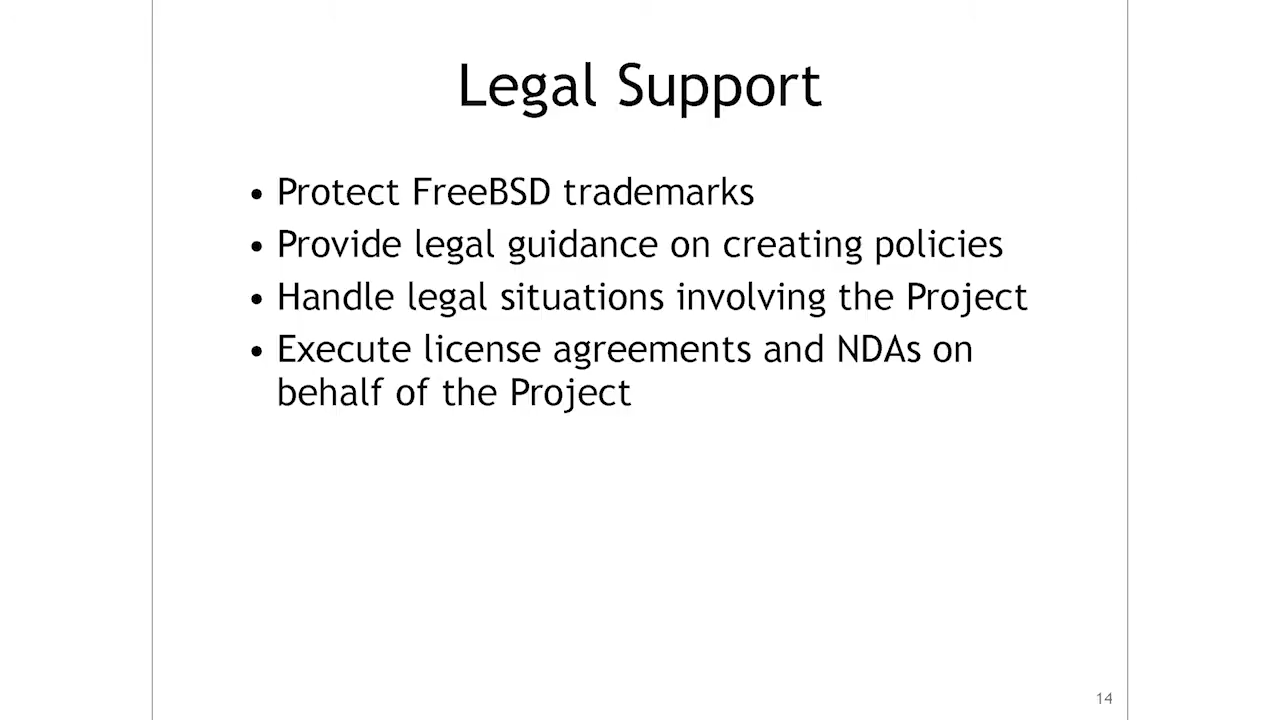 Legal Support
• Protect FreeBSD trademarks
• Provide legal guidance on creating policies
• Handle legal situations involving the Project
• Execute license agreements and NDAs on
behalf of the Project
14